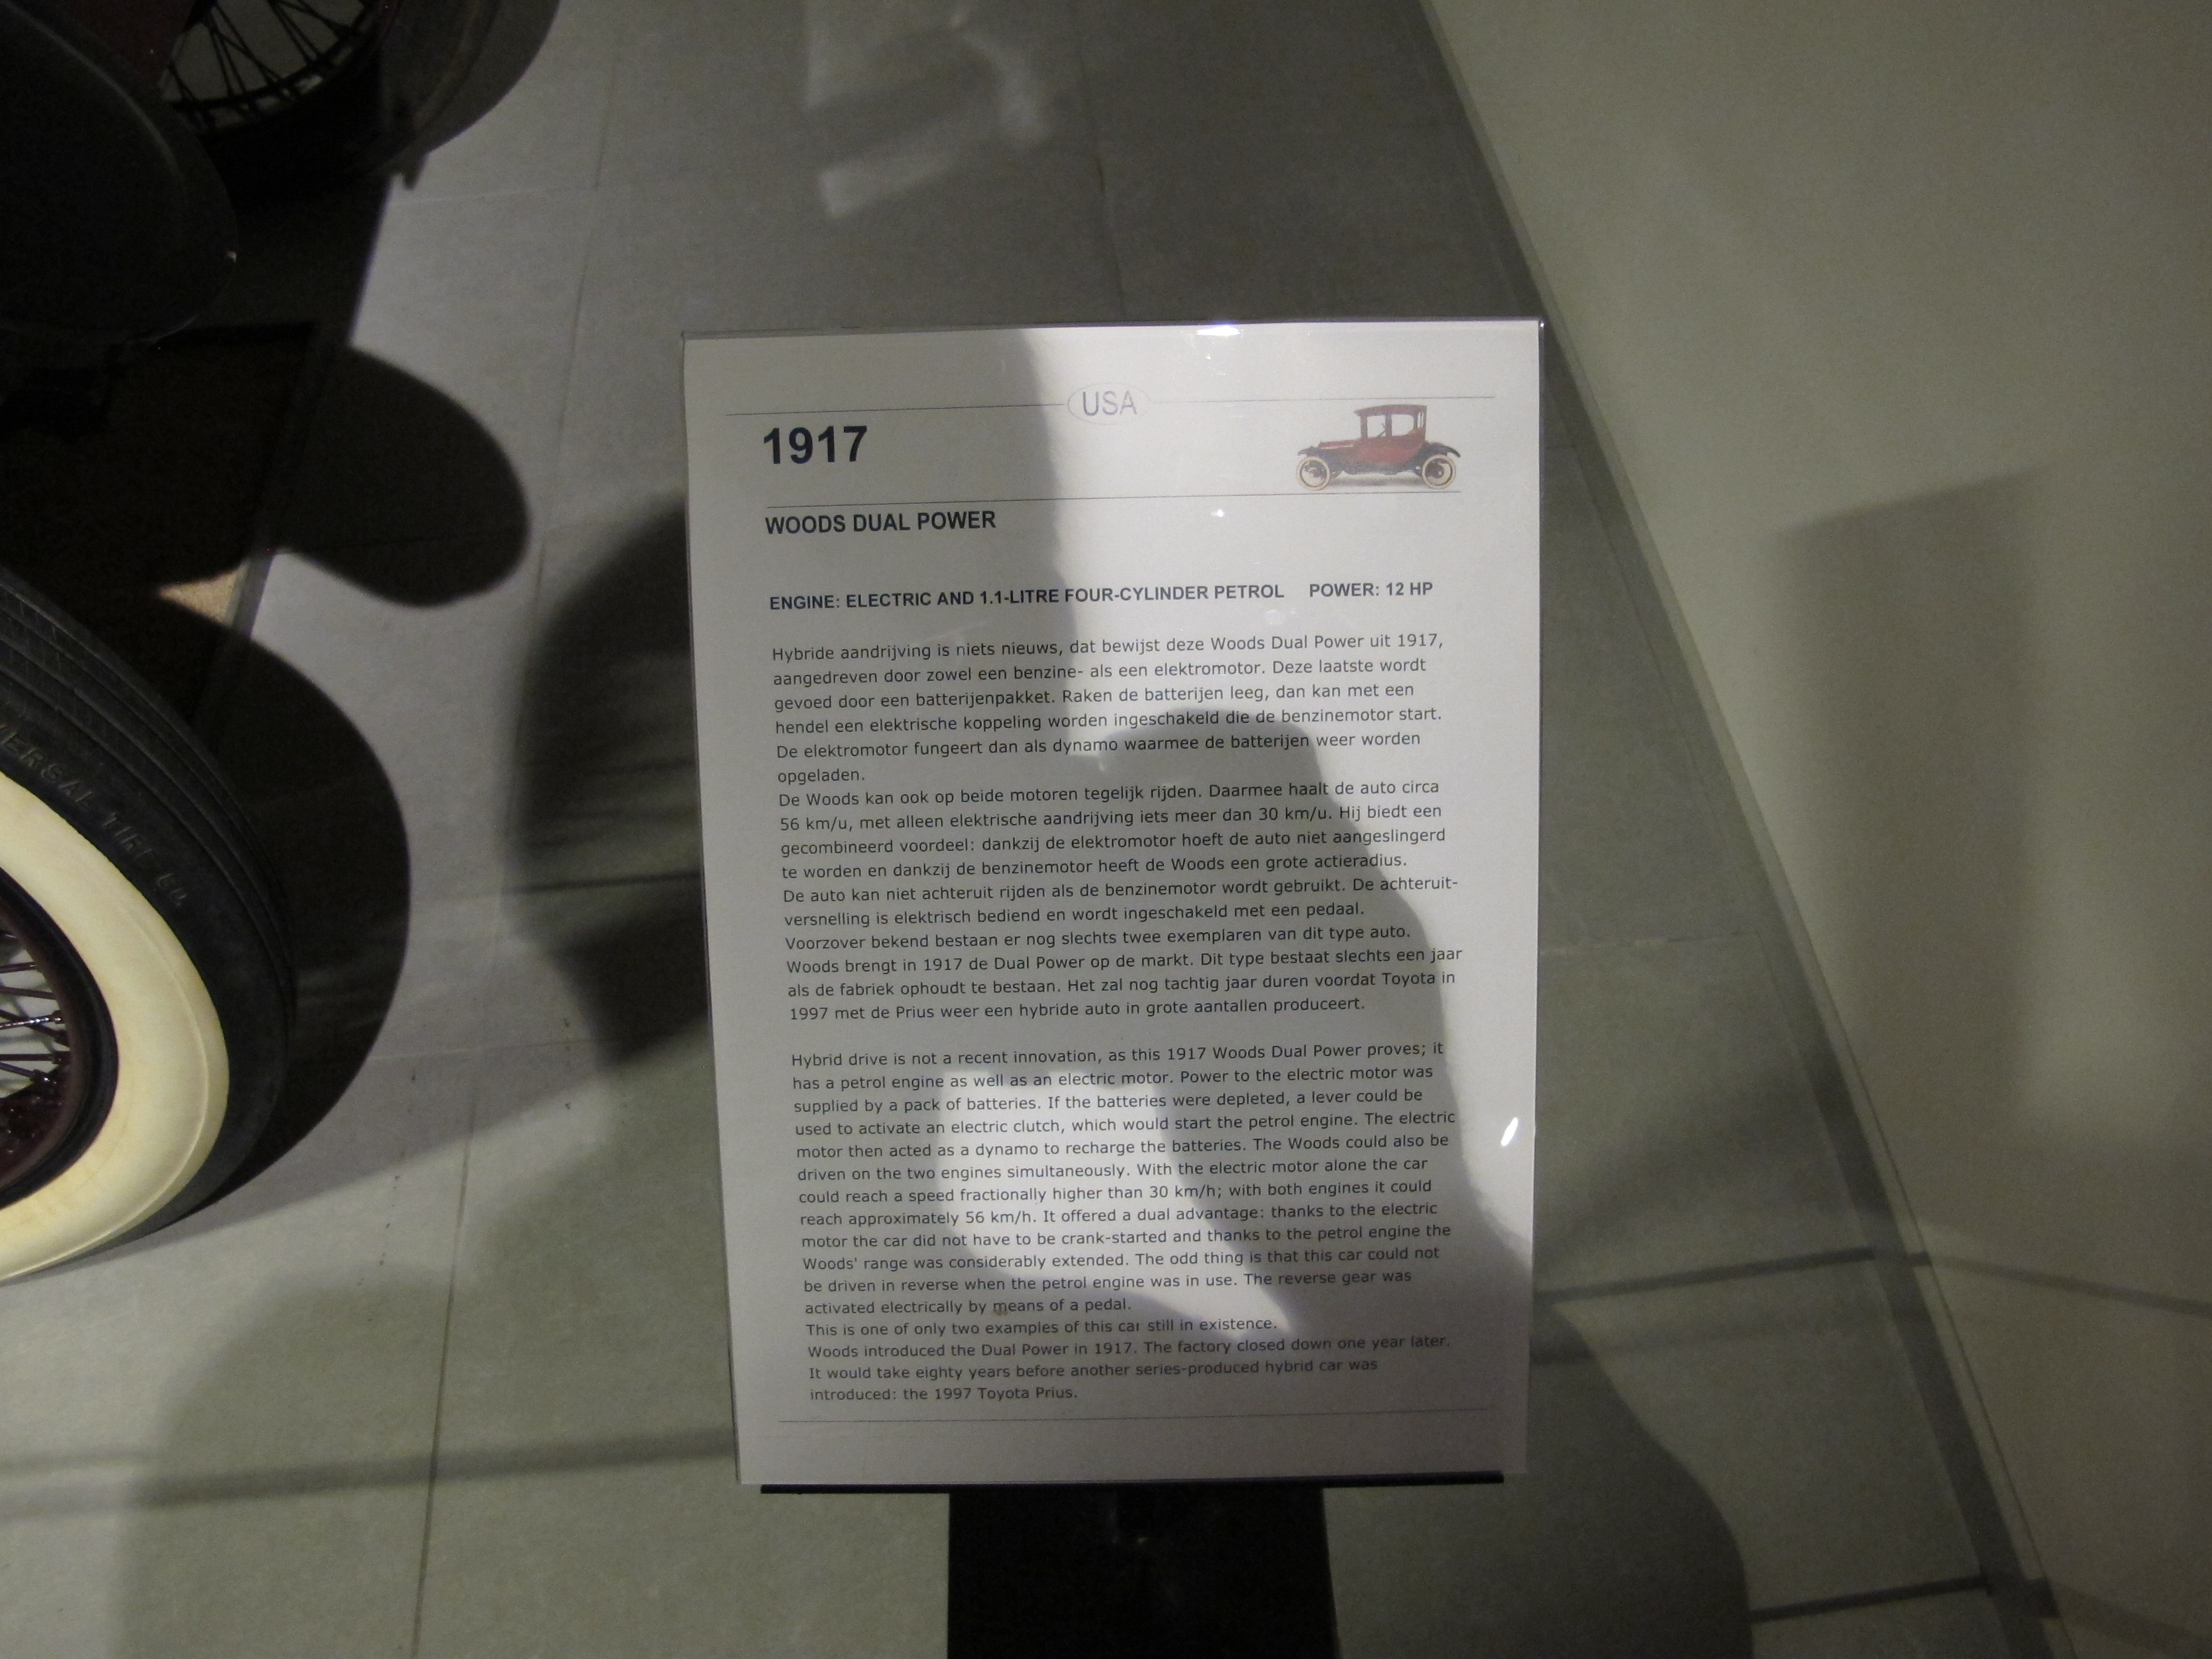 USA
1917
WOODS DUAL POWER
ENGINE: ELECTRIC AND 1.1-LITRE FOUR-CYLINDER PETROL POWER: 12 HP
Hybride aandrijving is niets nieuws, dat bewijst deze Woods Dual Power uit 1917,
aangedreven door zowel een benzine- als een elektromotor. Deze laatste wordt
gevoed door een batterijenpakket. Raken de batterijen leeg, dan kan met een
hendel een elektrische koppeling worden ingeschakeld die de benzinemotor start.
De elektromotor fungeert dan als dynamo waarmee de batterijen weer worden
opgeladen.
De Woods kan ook op beide motoren tegelijk rijden. Daarmee haalt de auto circa
56 km/u, met alleen elektrische aandrijving iets meer dan 30 km/u. Hij biedt een
gecombineerd voordeel: dankzij de elektromotor hoeft de auto niet aangeslingerd
te worden en dankzij de benzinemotor heeft de Woods een grote actieradius.
De auto kan niet achteruit rijden als de benzinemotor wordt gebruikt. De achteruit-
versnelling is elektrisch bediend en wordt ingeschakeld met een pedaal.
Voorzover bekend bestaan er nog slechts twee exemplaren van dit type auto.
Woods brengt in 1917 de Dual Power op de markt. Dit type bestaat slechts een jaar
als de fabriek ophoudt te bestaan. Het zal nog tachtig jaar duren voordat Toyota in
1997 met de Prius weer een hybride auto in grote aantallen produceert.
Hybrid drive is not a recent innovation, as this 1917 Woods Dual Power proves; it
has a petrol engine as well as an electric motor. Power to the electric motor was
supplied by a pack of batteries. If the batteries were depleted, a lever could be
used to activate an electric clutch, which would start the petrol engine. The electric
motor then acted as a dynamo to recharge the batteries. The Woods could also be
driven on the two engines simultaneously. With the electric motor alone the car
could reach a speed fractionally higher than 30 km/h; with both engines it could
reach approximately 56 km/h. It offered a dual advantage: thanks to the electric
motor the car did not have to be crank-started and thanks to the petrol engine the
Woods' range was considerably extended. The odd thing is that this car could not
be driven in reverse when the petrol engine was in use. The reverse gear was
activated electrically by means of a pedal.
This is one of only two examples of this car still in existence.
Woods introduced the Dual Power in 1917. The factory closed down one year later.
It would take eighty years before another series-produced hybrid car was
introduced: the 1997 Toyota Prius.